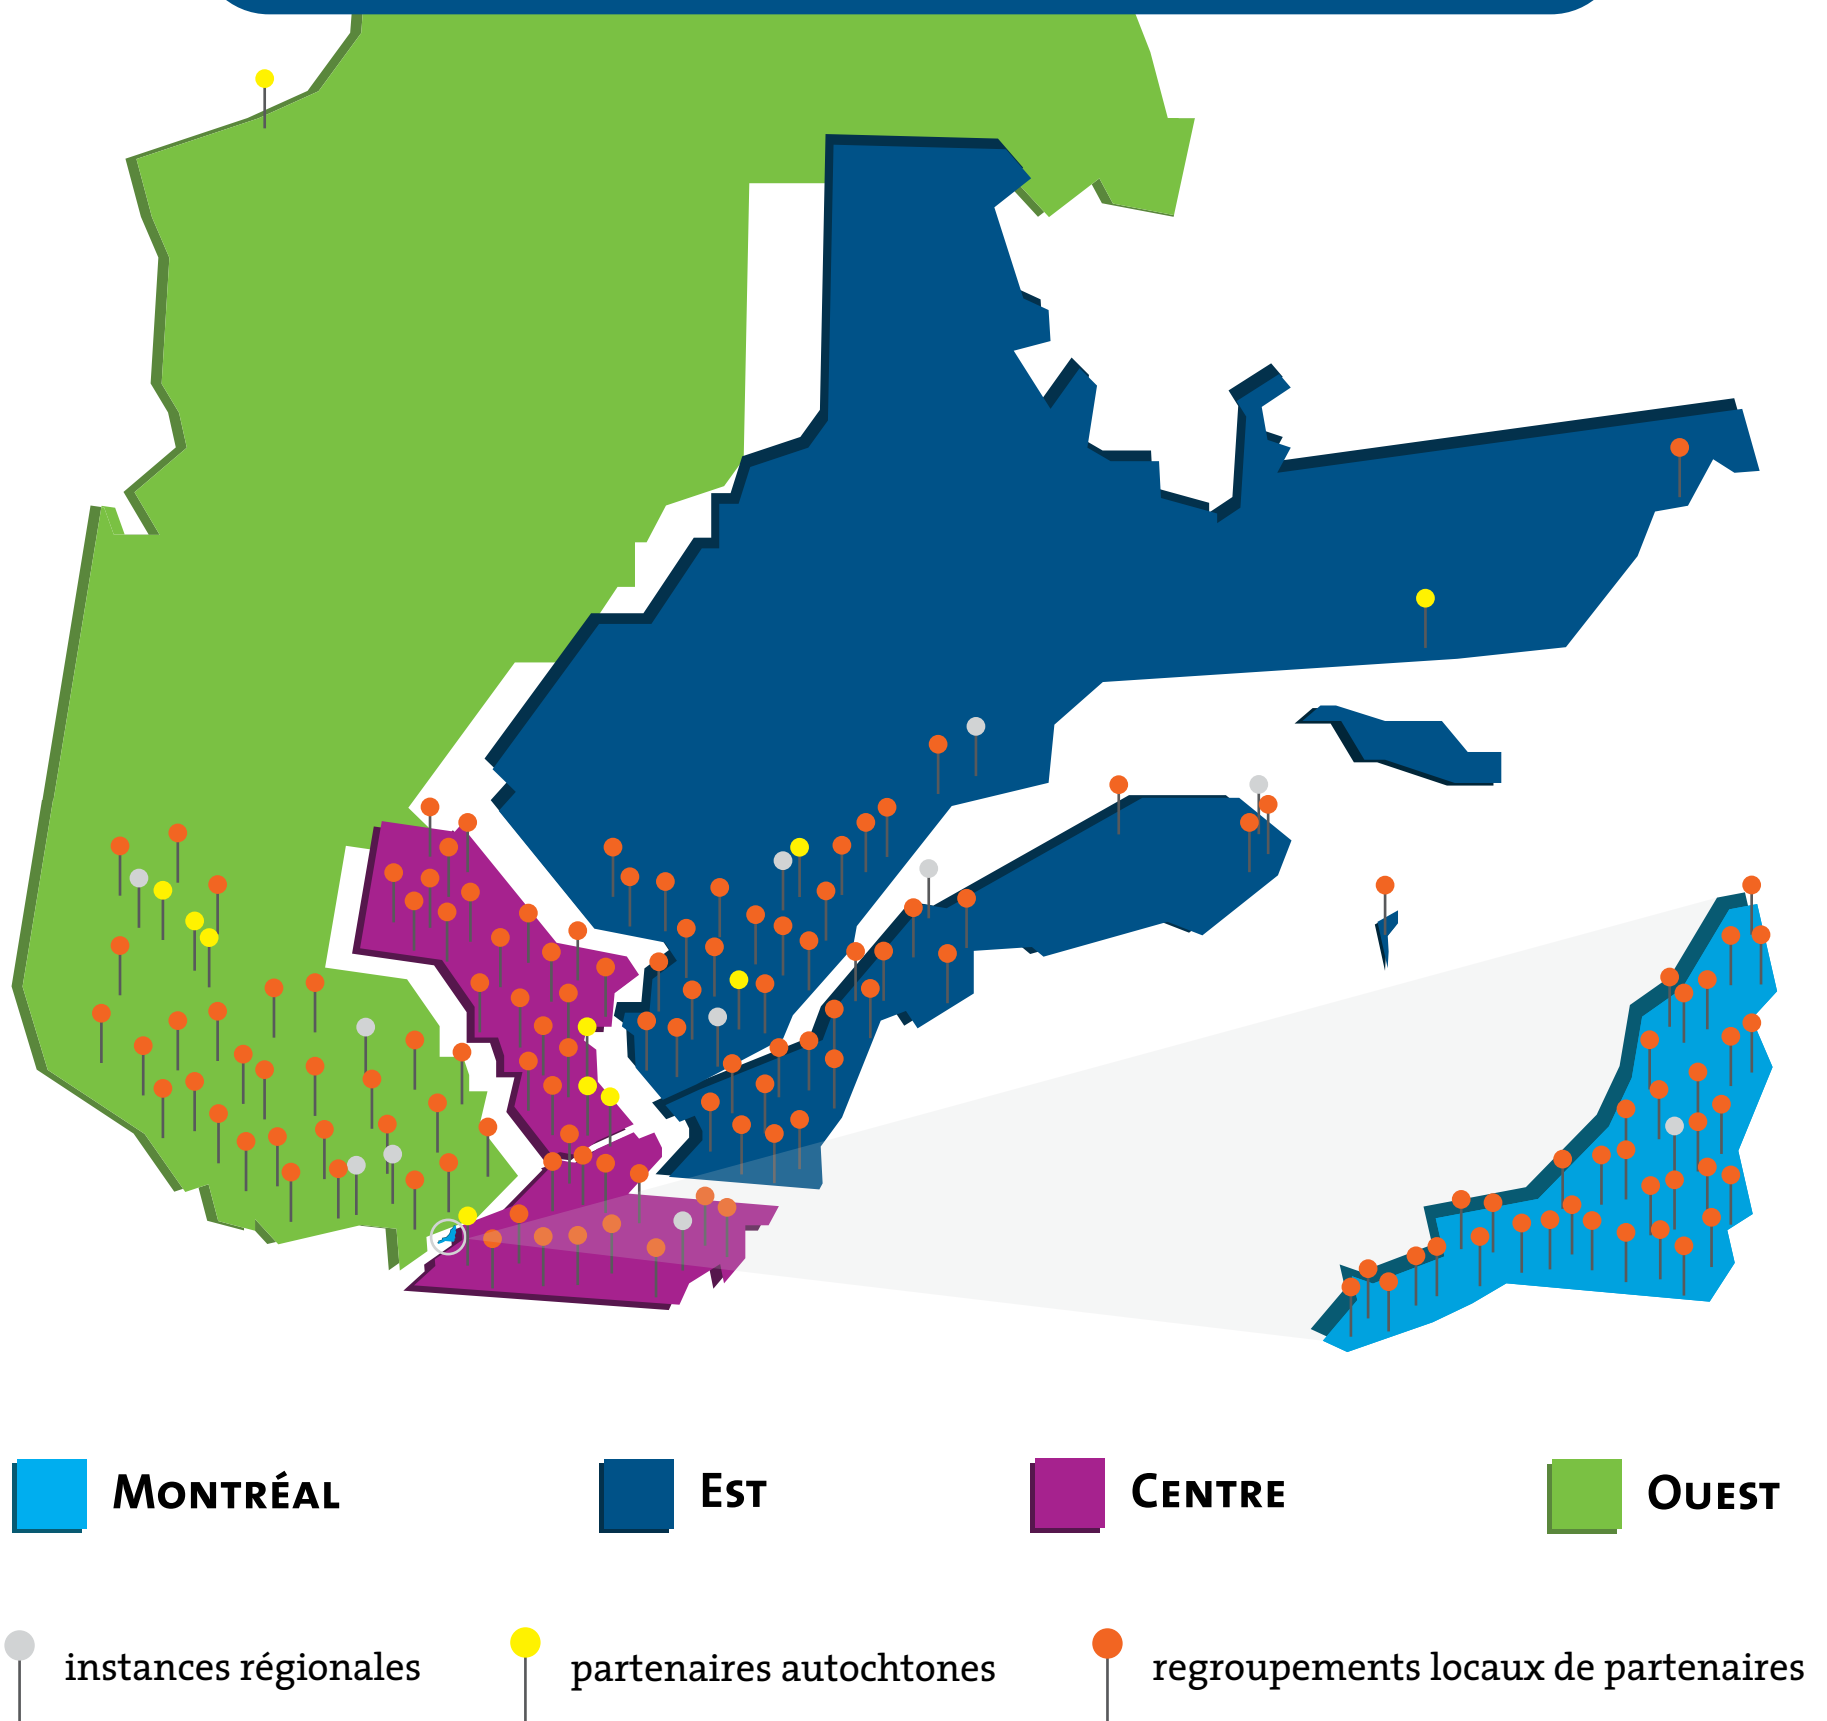 Montréal
Est
Centre
Ouest
instances régionales
partenaires autochtones
regroupements locaux de partenaires